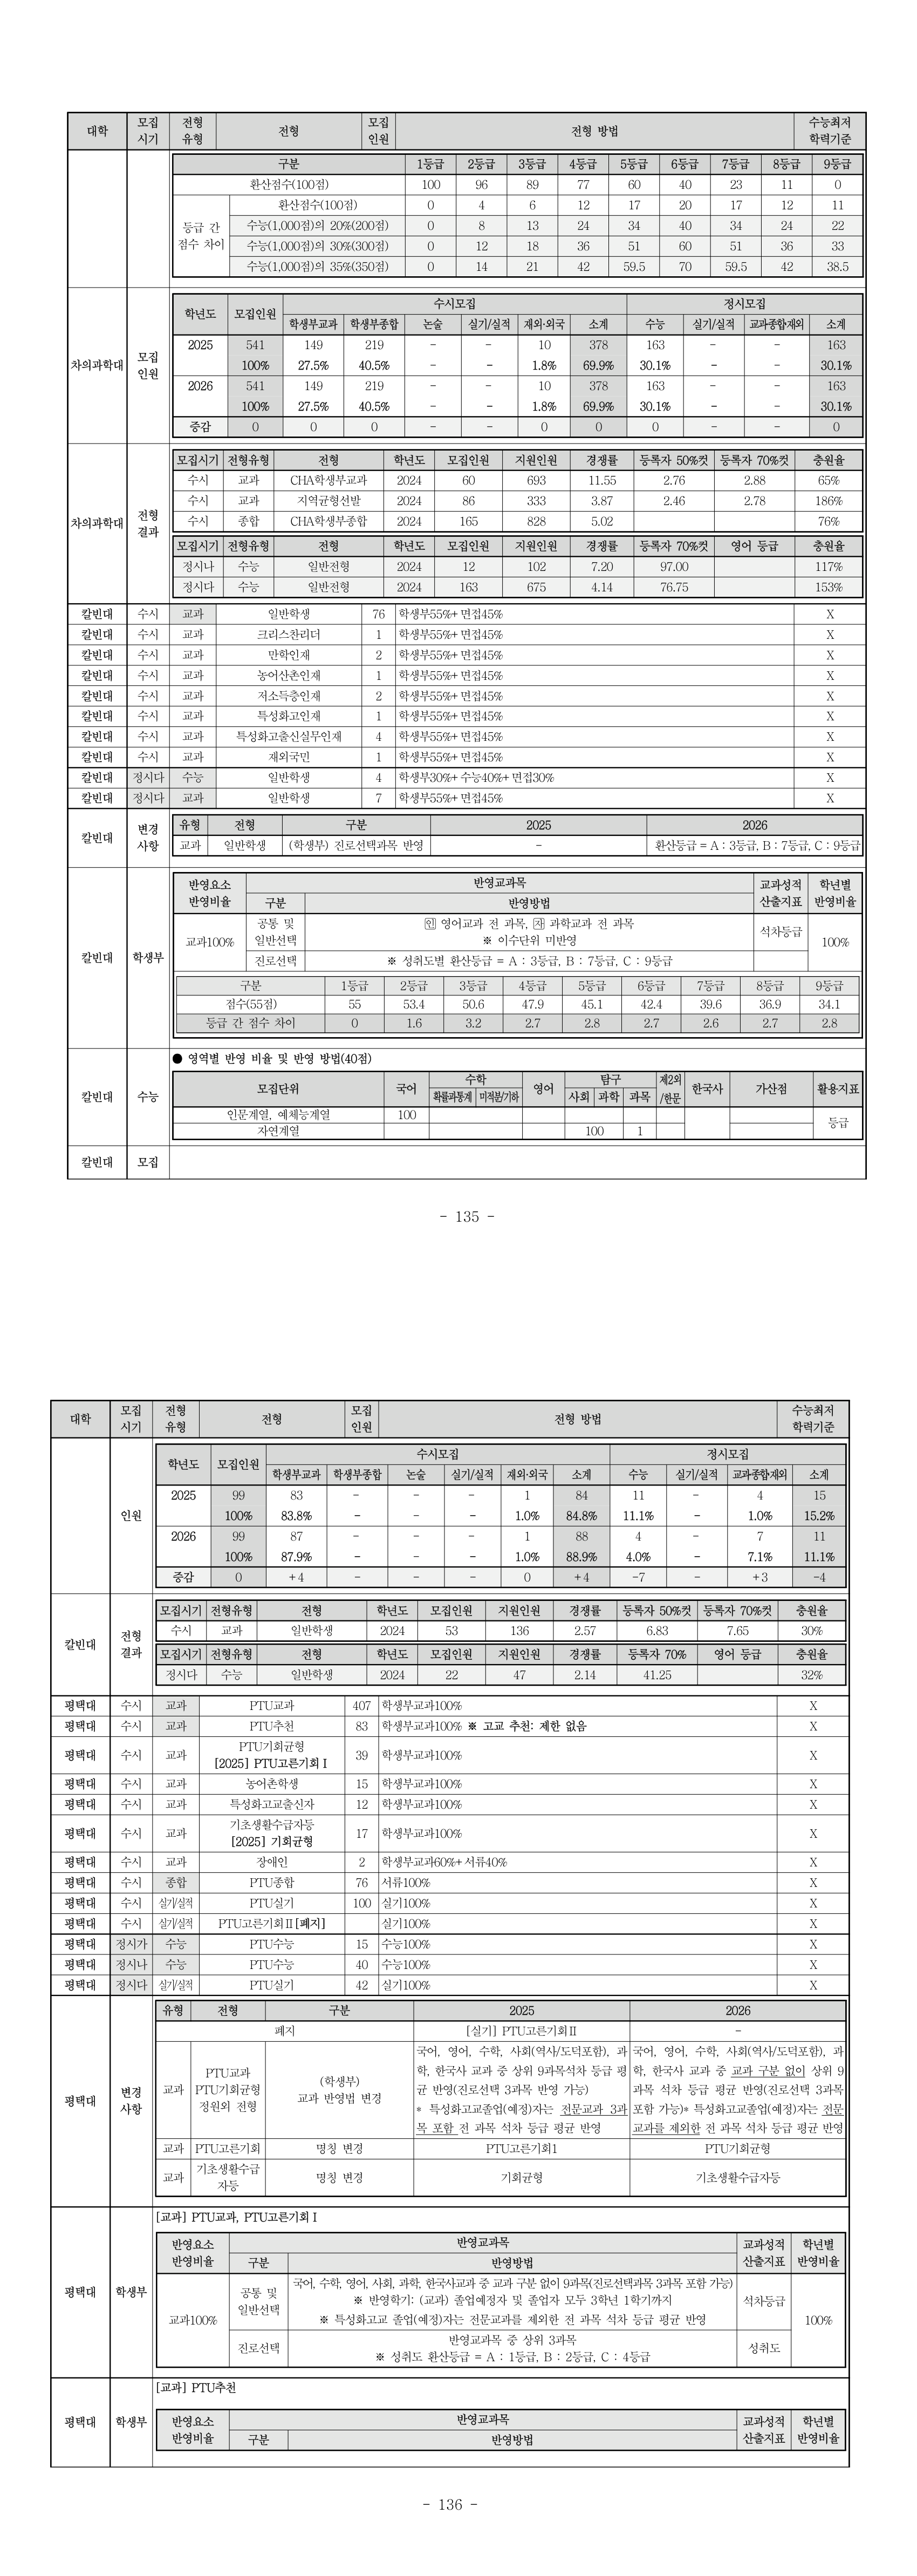 대학 모집시기 전형유형 전형 모집인원 전형 방법 수능최저학력기준
구분 1등급 2등급 3등급 4등급 5등급 6등급 7등급 8등급 9등급
환산점수(100점) 100 96 89 77 60 40 23 11 0
등급 간 점수 차이 환산점수(100점) 0 4 6 12 17 20 17 12 11
수능(1,000점)의 20%(200점) 0 8 13 24 34 40 34 24 22
수능(1,000점)의 30%(300점) 0 12 18 36 51 60 51 36 33
수능(1,000점)의 35%(350점) 0 14 21 42 59.5 70 59.5 42 38.5
차의과학대 모집인원
학년도 모집인원 수시모집 정시모집
학생부교과 학생부종합 논술 실기/실적 재외·외국 소계 수능 실기/실적 교과종합재외 소계
2025 541 149 219 - - 10 378 163 - - 163
100% 27.5% 40.5% - - 1.8% 69.9% 30.1% - - 30.1%
2026 541 149 219 - - 10 378 163 - - 163
100% 27.5% 40.5% - - 1.8% 69.9% 30.1% - - 30.1%
증감 0 0 0 - - 0 0 0 - - 0
차의과학대 전형결과
모집시기 전형유형 전형 학년도 모집인원 지원인원 경쟁률 등록자 50%컷 등록자 70%컷 충원율
수시 교과 CHA학생부교과 2024 60 693 11.55 2.76 2.88 65%
수시 교과 지역균형선발 2024 86 333 3.87 2.46 2.78 186%
수시 종합 CHA학생부종합 2024 165 828 5.02 76%
모집시기 전형유형 전형 학년도 모집인원 지원인원 경쟁률 등록자 70%컷 영어 등급 충원율
정시나 수능 일반전형 2024 12 102 7.20 97.00 117%
정시다 수능 일반전형 2024 163 675 4.14 76.75 153%
칼빈대 수시 교과 일반학생 76 학생부55%+면접45% X
칼빈대 수시 교과 크리스찬리더 1 학생부55%+면접45% X
칼빈대 수시 교과 만학인재 2 학생부55%+면접45% X
칼빈대 수시 교과 농어산촌인재 1 학생부55%+면접45% X
칼빈대 수시 교과 저소득층인재 2 학생부55%+면접45% X
칼빈대 수시 교과 특성화고인재 1 학생부55%+면접45% X
칼빈대 수시 교과 특성화고출신실무인재 4 학생부55%+면접45% X
칼빈대 수시 교과 재외국민 1 학생부55%+면접45% X
칼빈대 정시다 수능 일반학생 4 학생부30%+수능40%+면접30% X
칼빈대 정시다 교과 일반학생 7 학생부55%+면접45% X
칼빈대 변경사항
유형 전형 구분 2025 2026
교과 일반학생 (학생부) 진로선택과목 반영 - 환산등급 = A : 3등급, B : 7등급, C : 9등급
칼빈대 학생부
반영요소 반영비율 반영교과목 교과성적 산출지표 학년별 반영비율
구분 반영방법
교과100% 공통 및 일반선택 인 영어교과 전 과목, 자 과학교과 전 과목
※ 이수단위 미반영
석차등급 100%
진로선택 ※ 성취도별 환산등급 = A : 3등급, B : 7등급, C : 9등급
구분 1등급 2등급 3등급 4등급 5등급 6등급 7등급 8등급 9등급
점수(55점) 55 53.4 50.6 47.9 45.1 42.4 39.6 36.9 34.1
등급 간 점수 차이 0 1.6 3.2 2.7 2.8 2.7 2.6 2.7 2.8
칼빈대 수능
● 영역별 반영 비율 및 반영 방법(40점)
모집단위 국어 수학 영어 탐구 제2외/한문 한국사 가산점 활용지표
확률과통계 미적분/기하 사회 과학 과목
인문계열, 예체능계열 100 등급
자연계열 100 1
칼빈대 모집
- 135 -
대학 모집시기 전형유형 전형 모집인원 전형 방법 수능최저학력기준
인원
학년도 모집인원 수시모집 정시모집
학생부교과 학생부종합 논술 실기/실적 재외·외국 소계 수능 실기/실적 교과종합재외 소계
2025 99 83 - - - 1 84 11 - 4 15
100% 83.8% - - - 1.0% 84.8% 11.1% - 1.0% 15.2%
2026 99 87 - - - 1 88 4 - 7 11
100% 87.9% - - - 1.0% 88.9% 4.0% - 7.1% 11.1%
증감 0 +4 - - - 0 +4 -7 - +3 -4
칼빈대 전형결과
모집시기 전형유형 전형 학년도 모집인원 지원인원 경쟁률 등록자 50%컷 등록자 70%컷 충원율
수시 교과 일반학생 2024 53 136 2.57 6.83 7.65 30%
모집시기 전형유형 전형 학년도 모집인원 지원인원 경쟁률 등록자 70% 영어 등급 충원율
정시다 수능 일반학생 2024 22 47 2.14 41.25 32%
평택대 수시 교과 PTU교과 407 학생부교과100% X
평택대 수시 교과 PTU추천 83 학생부교과100% ※ 고교 추천: 제한 없음 X
평택대 수시 교과 PTU기회균형 [2025] PTU고른기회Ⅰ 39 학생부교과100% X
평택대 수시 교과 농어촌학생 15 학생부교과100% X
평택대 수시 교과 특성화고교출신자 12 학생부교과100% X
평택대 수시 교과 기초생활수급자등 [2025] 기회균형 17 학생부교과100% X
평택대 수시 교과 장애인 2 학생부교과60%+서류40% X
평택대 수시 종합 PTU종합 76 서류100% X
평택대 수시 실기/실적 PTU실기 100 실기100% X
평택대 수시 실기/실적 PTU고른기회Ⅱ[폐지] 실기100% X
평택대 정시가 수능 PTU수능 15 수능100% X
평택대 정시나 수능 PTU수능 40 수능100% X
평택대 정시다 실기/실적 PTU실기 42 실기100% X
평택대 변경사항
유형 전형 구분 2025 2026
폐지 [실기] PTU고른기회Ⅱ -
교과 PTU교과 PTU기회균형 정원외 전형 (학생부) 교과 반영법 변경
국어, 영어, 수학, 사회(역사/도덕포함), 과
학, 한국사 교과 중 상위 9과목석차 등급 평
균 반영(진로선택 3과목 반영 가능)
* 특성화고교졸업(예정)자는 전문교과 3과
목 포함 전 과목 석차 등급 평균 반영
국어, 영어, 수학, 사회(역사/도덕포함), 과
학, 한국사 교과 중 교과 구분 없이 상위 9
과목 석차 등급 평균 반영(진로선택 3과목
포함 가능)* 특성화고교졸업(예정)자는 전문
교과를 제외한 전 과목 석차 등급 평균 반영
교과 PTU고른기회 명칭 변경 PTU고른기회1 PTU기회균형
교과 기초생활수급자등 명칭 변경 기회균형 기초생활수급자등
평택대 학생부
[교과] PTU교과, PTU고른기회Ⅰ
반영요소 반영비율 반영교과목 교과성적 산출지표 학년별 반영비율
구분 반영방법
교과100% 공통 및 일반선택 국어, 수학, 영어, 사회, 과학, 한국사교과 중 교과 구분 없이 9과목(진로선택과목 3과목 포함 가능)
※ 반영학기: (교과) 졸업예정자 및 졸업자 모두 3학년 1학기까지
※ 특성화고교 졸업(예정)자는 전문교과를 제외한 전 과목 석차 등급 평균 반영
석차등급 100%
진로선택 반영교과목 중 상위 3과목
※ 성취도 환산등급 = A : 1등급, B : 2등급, C : 4등급
성취도
평택대 학생부
[교과] PTU추천
반영요소 반영비율 반영교과목 교과성적 산출지표 학년별 반영비율
구분 반영방법
- 136 -